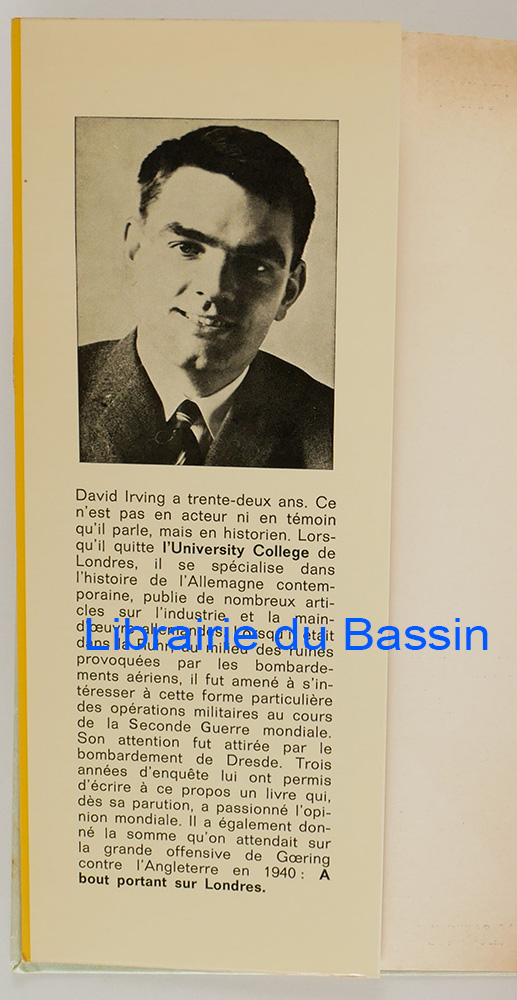 David Irving a trente-deux ans. Ce
n'est pas en acteur ni en témoin
qu'il parle, mais en historien. Lors-
qu'il quitte l'University College de
Londres, il se spécialise dans
l'histoire de l'Allemagne contem-
poraine, publie de nombreux arti-
cles sur l'industrie et la main-
d'œuvre allemandes. Lorsqu'il était
Librairie du Bassin
dans la Ruhr au milieu des ruines
provoquées par les bombarde-
ments aériens, il fut amené à s'in-
téresser à cette forme particulière
des opérations militaires au cours
de la Seconde Guerre mondiale.
Son attention fut attirée par le
bombardement de Dresde. Trois
années d'enquête lui ont permis
d'écrire à ce propos un livre qui,
dès sa parution, a passionné l'opi-
nion mondiale. Il a également don-
né la somme qu'on attendait sur
la grande offensive de Gœring
contre l'Angleterre en 1940 : A
bout portant sur Londres.